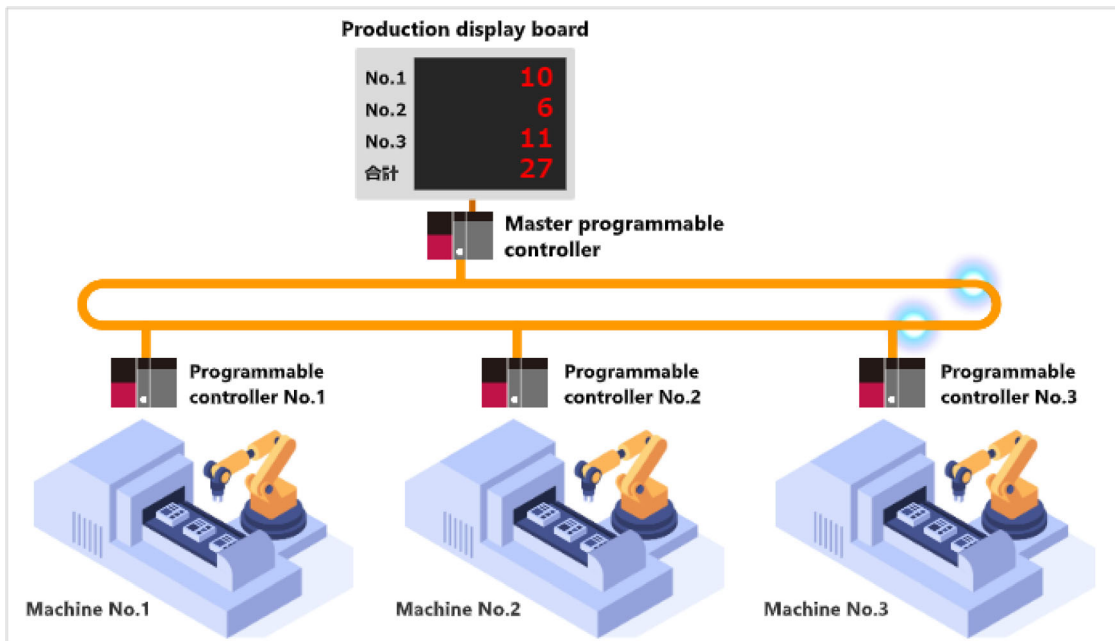 Production display board
No.1 10
No.2 6
No.3 11
合計 27
Master programmable
controller
Programmable
controller No.1
Programmable
controller No.2
Programmable
controller No.3
Machine No.1
Machine No.2
Machine No.3